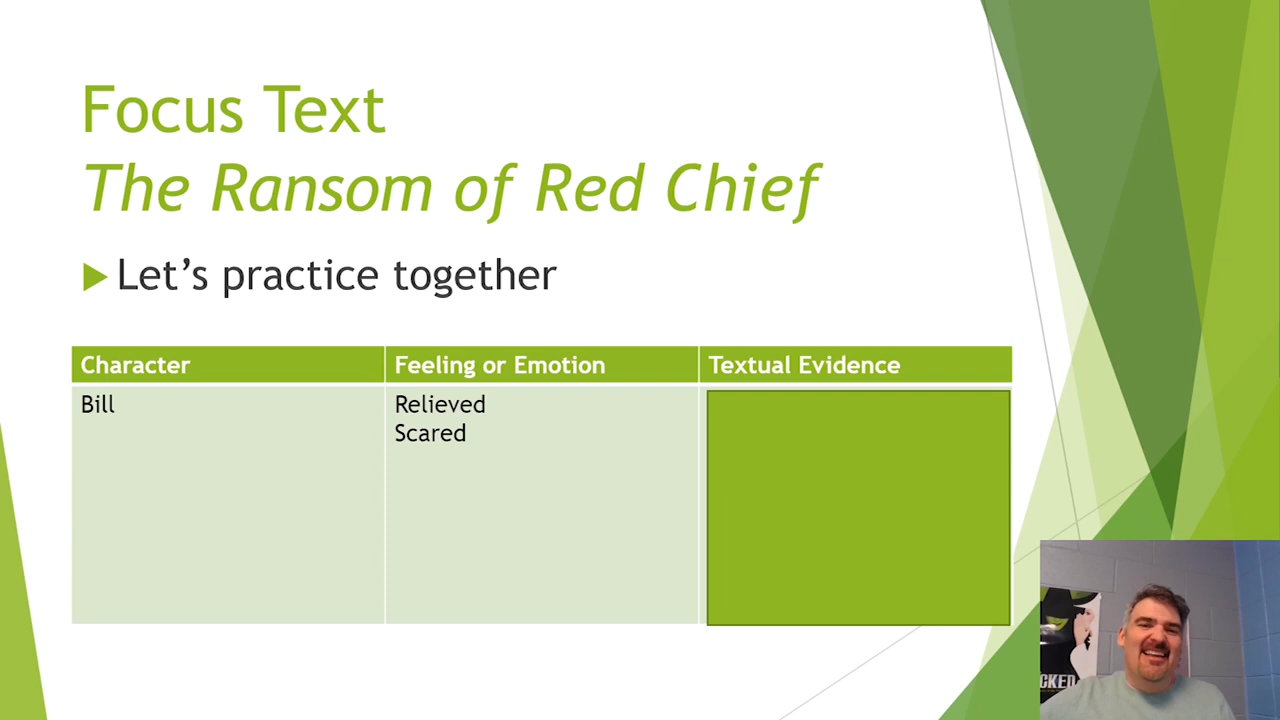 Focus Text
The Ransom of Red Chief
Let’s practice together
Character Feeling or Emotion Textual Evidence
Bill Relieved
Scared
CKED